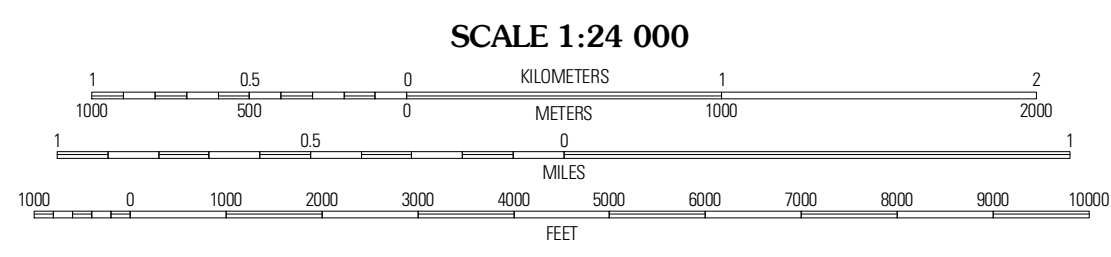 SCALE 1:24 000
1 0.5 0 KILOMETERS 1 2
1000 500 0 METERS 1000 2000
1 0.5 0 1
MILES
1000 0 1000 2000 3000 4000 5000 6000 7000 8000 9000 10000
FEET